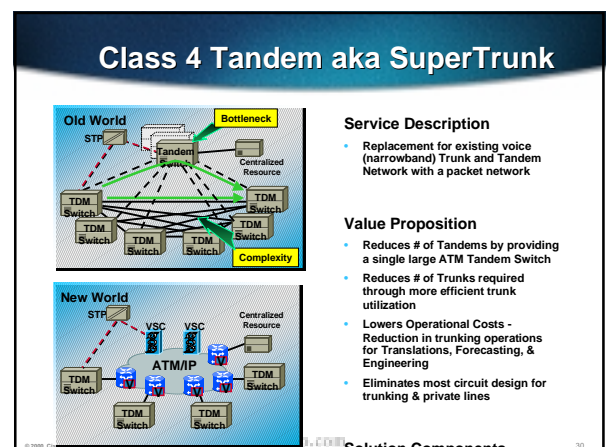 Class 4 Tandem aka SuperTrunk
Old World
Bottleneck
STP
Tandem
Switch
Centralized
Resource
TDM
Switch
TDM
Switch
TDM
Switch
TDM
Switch
TDM
Switch
TDM
Switch
Complexity
New World
STP
VSC
VSC
Centralized
Resource
ATM/IP
V
V
V
V
V
TDM
Switch
TDM
Switch
TDM
Switch
Service Description
• Replacement for existing voice
(narrowband) Trunk and Tandem
Network with a packet network
Value Proposition
• Reduces # of Tandems by providing
a single large ATM Tandem Switch
• Reduces # of Trunks required
through more efficient trunk
utilization
• Lowers Operational Costs -
Reduction in trunking operations
for Translations, Forecasting, &
Engineering
• Eliminates most circuit design for
trunking & private lines
Solution Components
© 2000,
30